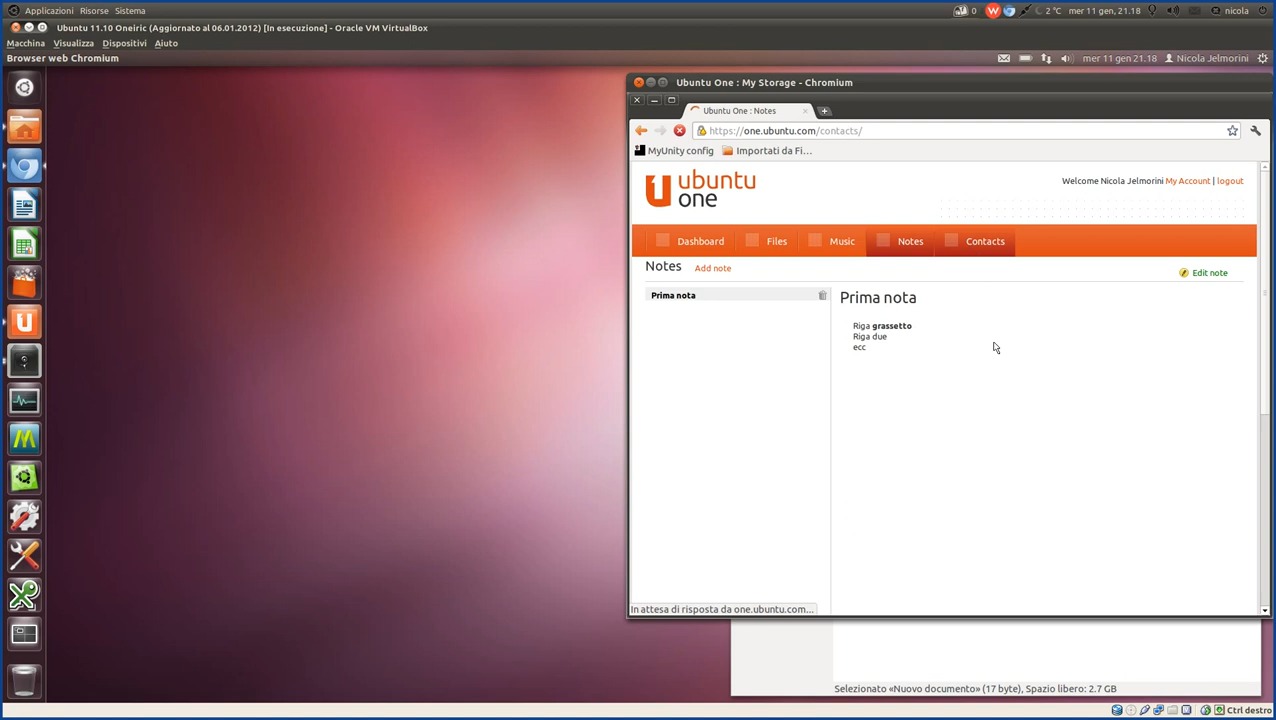 Applicazioni Risorse Sistema
0
2 °C mer 11 gen, 21.18 nicola
Ubuntu 11.10 Oneiric (Aggiornato al 06.01.2012) [In esecuzione] - Oracle VM VirtualBox
Macchina Visualizza Dispositivi Aiuto
Browser web Chromium
mer 11 gen 21.18 Nicola Jelmorini
Ubuntu One : My Storage - Chromium
Ubuntu One : Notes
https://one.ubuntu.com/contacts/
MyUnity config Importati da Fi...
ubuntu
one
Welcome Nicola Jelmorini My Account | logout
Dashboard Files Music Notes Contacts
Notes Add note
Edit note
Prima nota
Prima nota
Riga grassetto
Riga due
ecc
In attesa di risposta da one.ubuntu.com...
Selezionato «Nuovo documento» (17 byte), Spazio libero: 2.7 GB
Ctrl destro